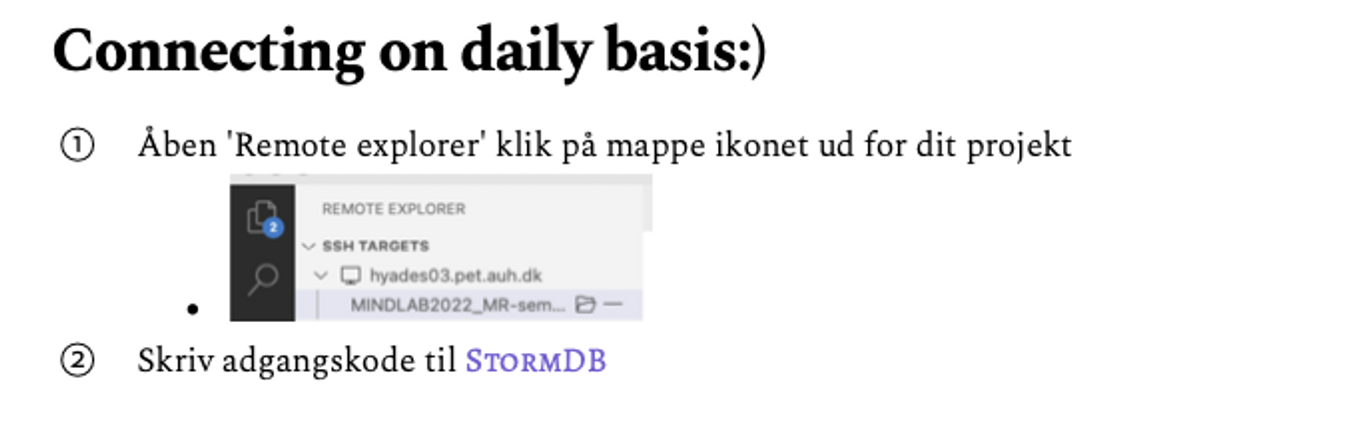 Connecting on daily basis:)
① Åben 'Remote explorer' klik på mappe ikonet ud for dit projekt
REMOTE EXPLORER
2
SSH TARGETS
hyades03.pet.auh.dk
MINDLAB2022_MR-sem...
② Skriv adgangskode til STORMDB